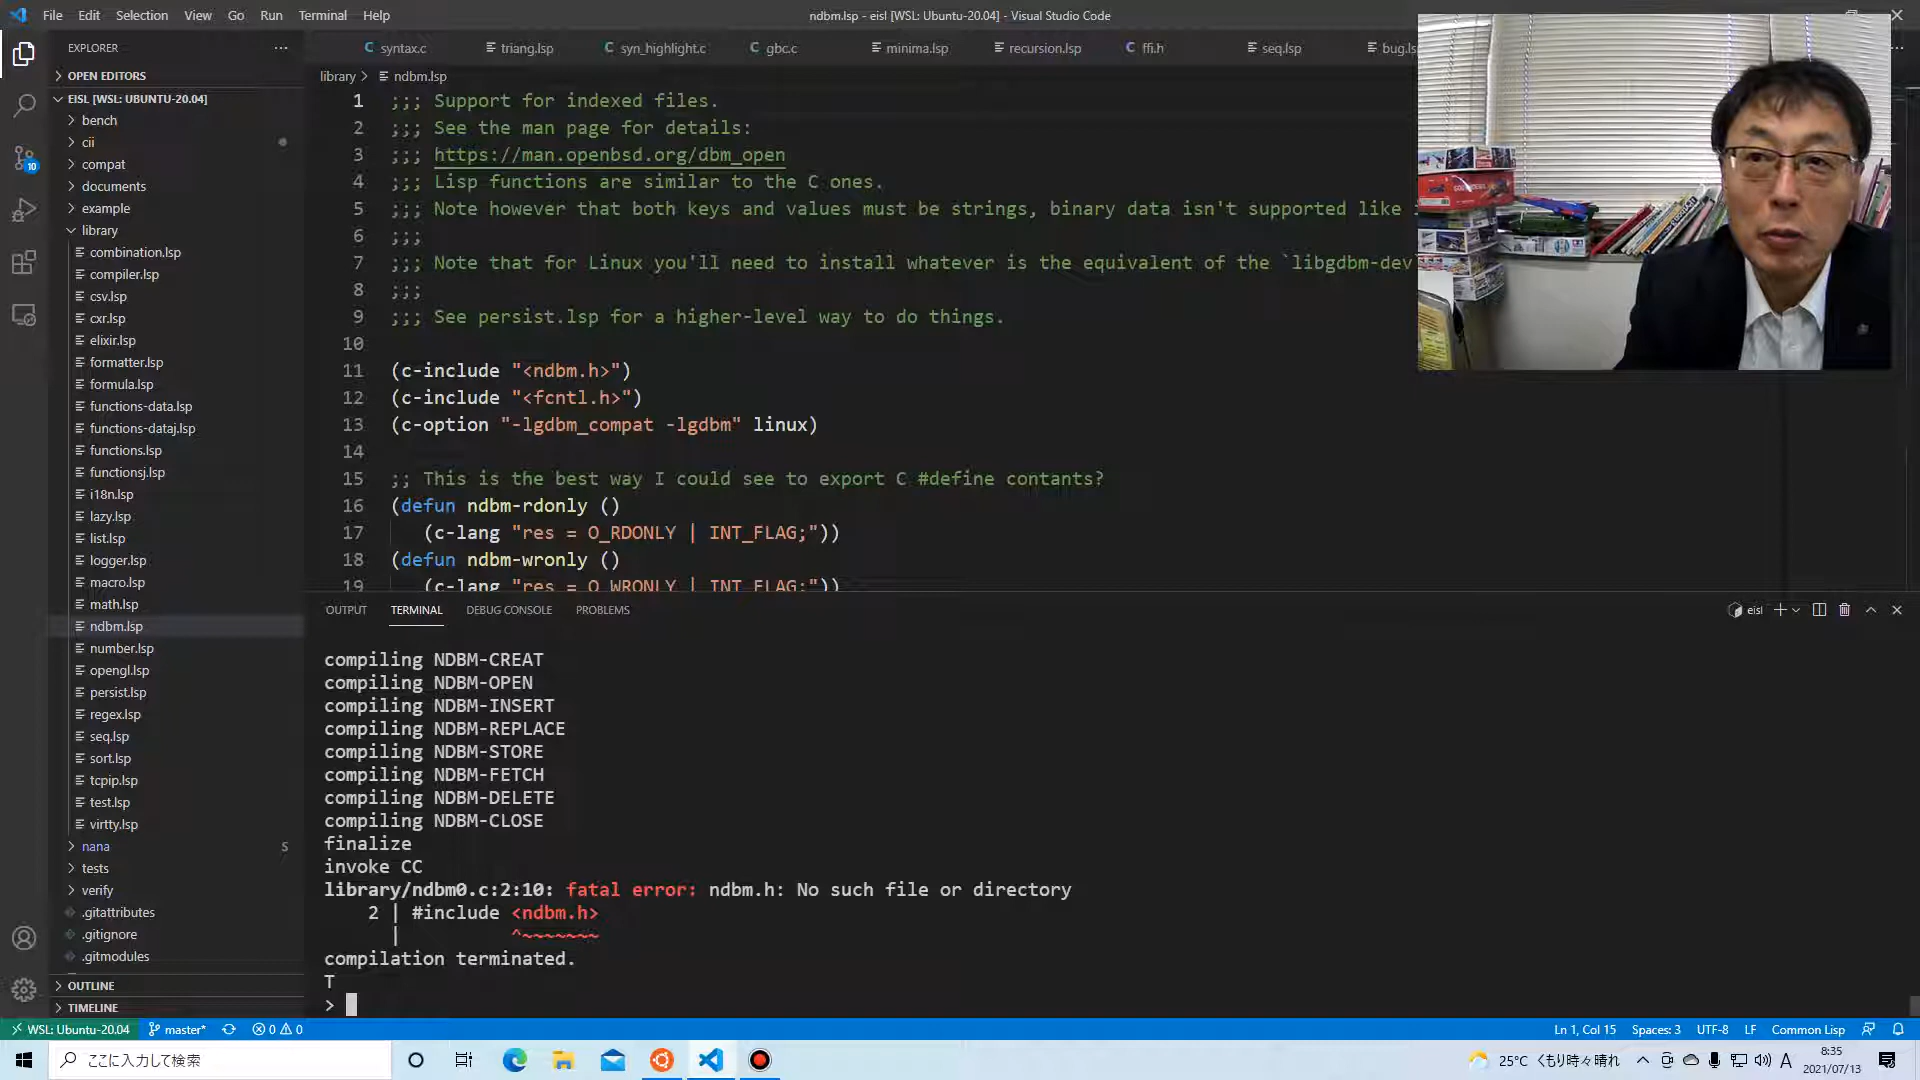 File Edit Selection View Go Run Terminal Help
ndbm.lsp - eisl [WSL: Ubuntu-20.04] - Visual Studio Code
EXPLORER
OPEN EDITORS
EISL [WSL: UBUNTU-20.04]
bench
cii
compat
documents
example
library
combination.lsp
compiler.lsp
csv.lsp
cxr.lsp
elixir.lsp
formatter.lsp
formula.lsp
functions-data.lsp
functions-dataj.lsp
functions.lsp
functionsj.lsp
i18n.lsp
lazy.lsp
list.lsp
logger.lsp
macro.lsp
math.lsp
ndbm.lsp
number.lsp
opengl.lsp
persist.lsp
regex.lsp
seq.lsp
sort.lsp
tcpip.lsp
test.lsp
virtty.lsp
nana S
tests
verify
.gitattributes
.gitignore
.gitmodules
OUTLINE
TIMELINE
10
C syntax.c triang.lsp C syn_highlight.c C gbc.c minima.lsp recursion.lsp C ffi.h seq.lsp bug.ls
library > ndbm.lsp
1 ;;; Support for indexed files.
2 ;;; See the man page for details:
3 ;;; https://man.openbsd.org/dbm_open
4 ;;; Lisp functions are similar to the C ones.
5 ;;; Note however that both keys and values must be strings, binary data isn't supported like
6 ;;;
7 ;;; Note that for Linux you'll need to install whatever is the equivalent of the `libgdbm-dev
8 ;;;
9 ;;; See persist.lsp for a higher-level way to do things.
10
11 (c-include "<ndbm.h>")
12 (c-include "<fcntl.h>")
13 (c-option "-lgdbm_compat -lgdbm" linux)
14
15 ;; This is the best way I could see to export C #define contants?
16 (defun ndbm-rdonly ()
17 (c-lang "res = O_RDONLY | INT_FLAG;"))
18 (defun ndbm-wronly ()
19 (c-lang "res = O_WRONLY | INT_FLAG;"))
OUTPUT TERMINAL DEBUG CONSOLE PROBLEMS
eisl
compiling NDBM-CREAT
compiling NDBM-OPEN
compiling NDBM-INSERT
compiling NDBM-REPLACE
compiling NDBM-STORE
compiling NDBM-FETCH
compiling NDBM-DELETE
compiling NDBM-CLOSE
finalize
invoke CC
library/ndbm0.c:2:10: fatal error: ndbm.h: No such file or directory
2 | #include <ndbm.h>
| ^~~~~~~~
compilation terminated.
T
>
WSL: Ubuntu-20.04 master* 0 0
Ln 1, Col 15 Spaces: 3 UTF-8 LF Common Lisp
ここに入力して検索
25°C くもり時々晴れ A 8:35
2021/07/13